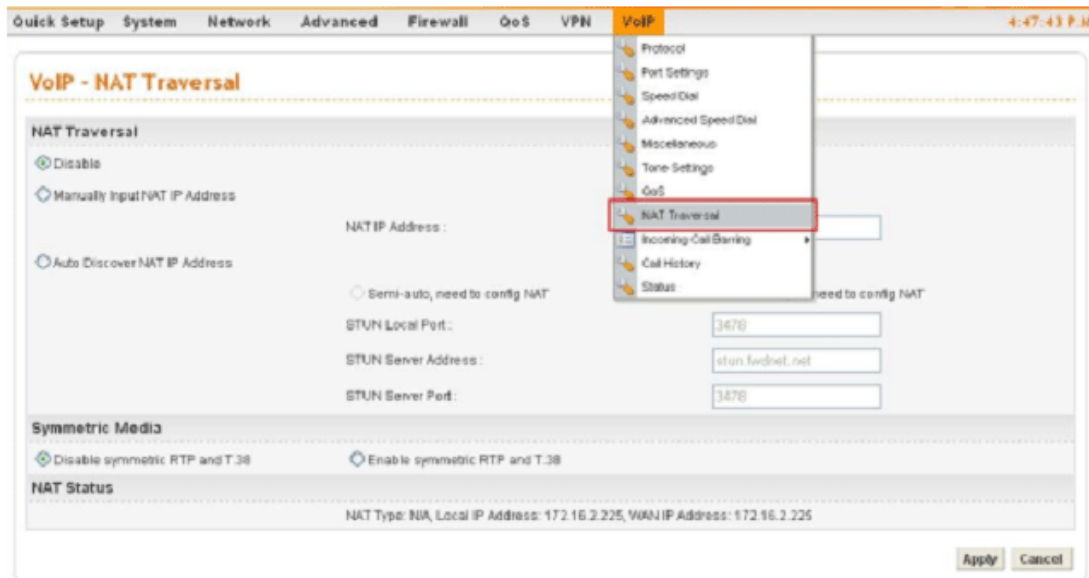 Quick Setup System Network Advanced Firewall QoS VPN VoIP 4:47:43 P.M
Protocol
Port Settings
Speed Dial
Advanced Speed Dial
Miscellaneous
Tone-Settings
QoS
NAT Traversal
Incoming-Call Barring
Call History
Status
VoIP - NAT Traversal
NAT Traversal
Disable
Manually Input NAT IP Address
NAT IP Address :
Auto Discover NAT IP Address
Semi-auto, need to config NAT need to config NAT
STUN Local Port : 3478
STUN Server Address : stun.fwdnet.net
STUN Server Port : 3478
Symmetric Media
Disable symmetric RTP and T.38 Enable symmetric RTP and T.38
NAT Status
NAT Type: N/A, Local IP Address: 172.16.2.225, WAN IP Address: 172.16.2.225
Apply Cancel